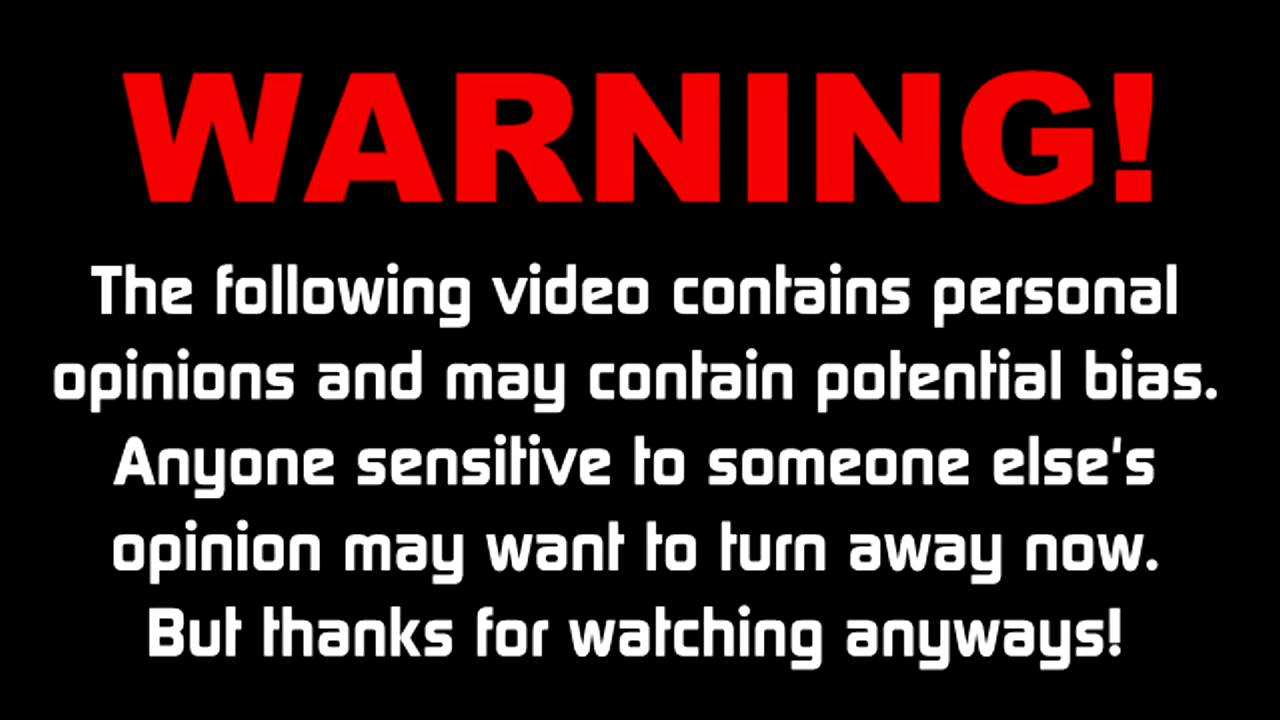 WARNING!
The following video contains personal
opinions and may contain potential bias.
Anyone sensitive to someone else's
opinion may want to turn away now.
But thanks for watching anyways!